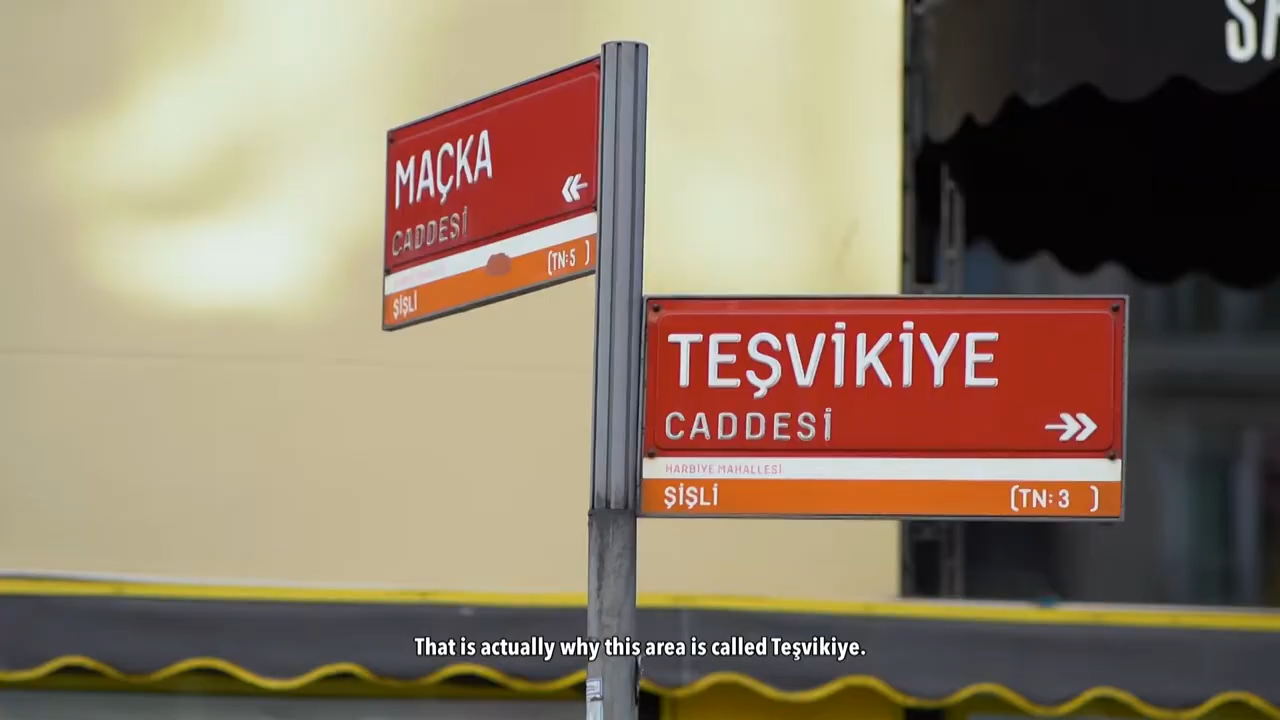 MAÇKA
CADDESİ
ŞİŞLİ (TN:5 )
TEŞVİKİYE
CADDESİ
HARBİYE MAHALLESİ
ŞİŞLİ (TN:3 )
That is actually why this area is called Teşvikiye.